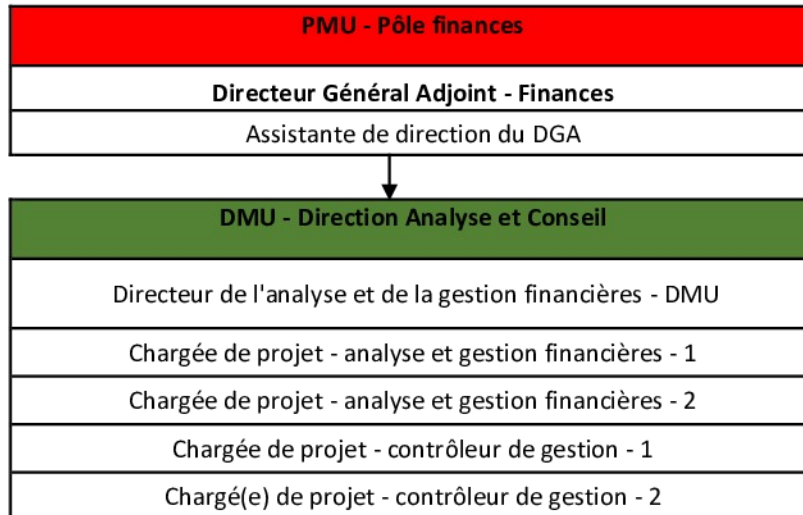 PMU - Pôle finances
Directeur Général Adjoint - Finances
Assistante de direction du DGA
DMU - Direction Analyse et Conseil
Directeur de l'analyse et de la gestion financières - DMU
Chargée de projet - analyse et gestion financières - 1
Chargée de projet - analyse et gestion financières - 2
Chargée de projet - contrôleur de gestion - 1
Chargé(e) de projet - contrôleur de gestion - 2